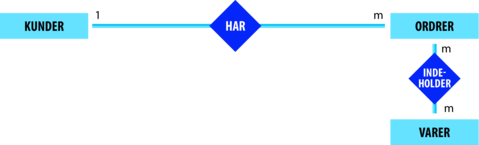 KUNDER
1
HAR
m
ORDRER
m
INDE-
HOLDER
m
VARER